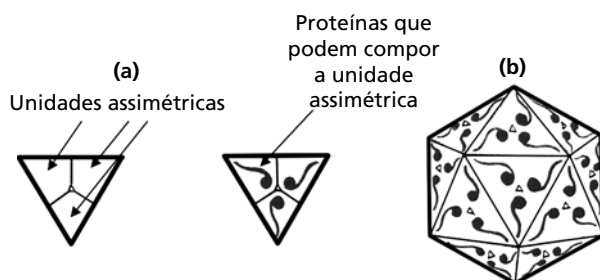 (a)
Unidades assimétricas
Proteínas que
podem compor
a unidade
assimétrica
(b)